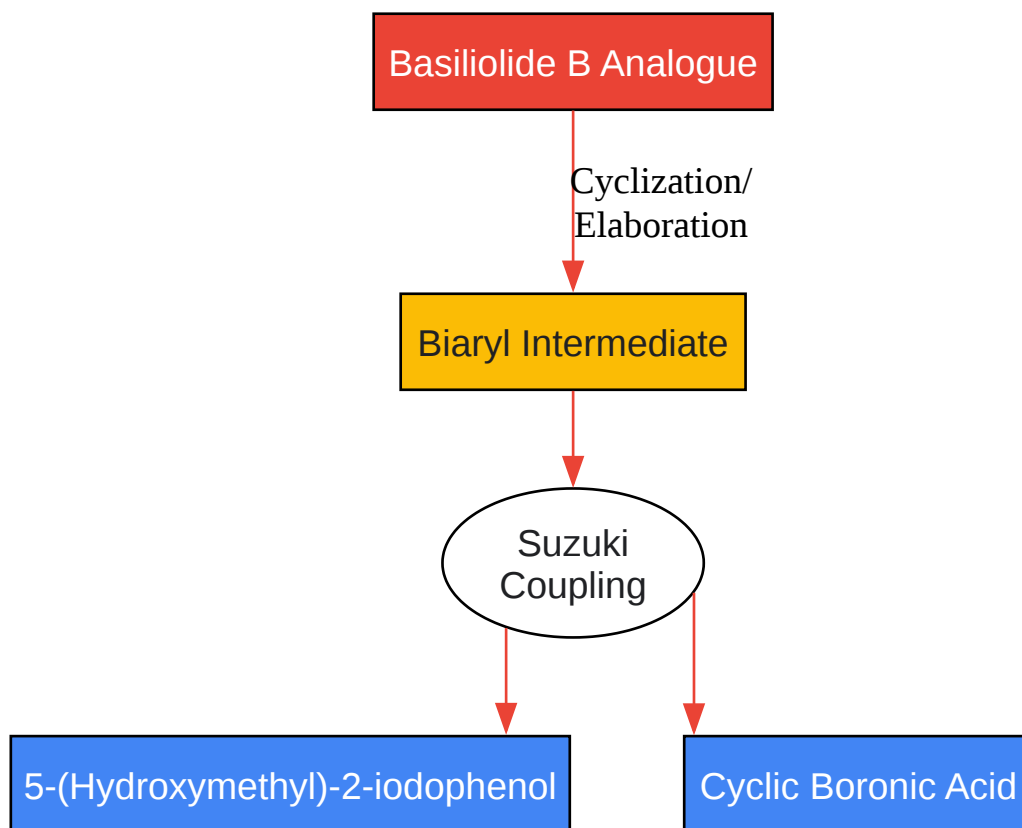 Basiliolide B Analogue
Cyclization/
Elaboration
Biaryl Intermediate
Suzuki
Coupling
5-(Hydroxymethyl)-2-iodophenol
Cyclic Boronic Acid